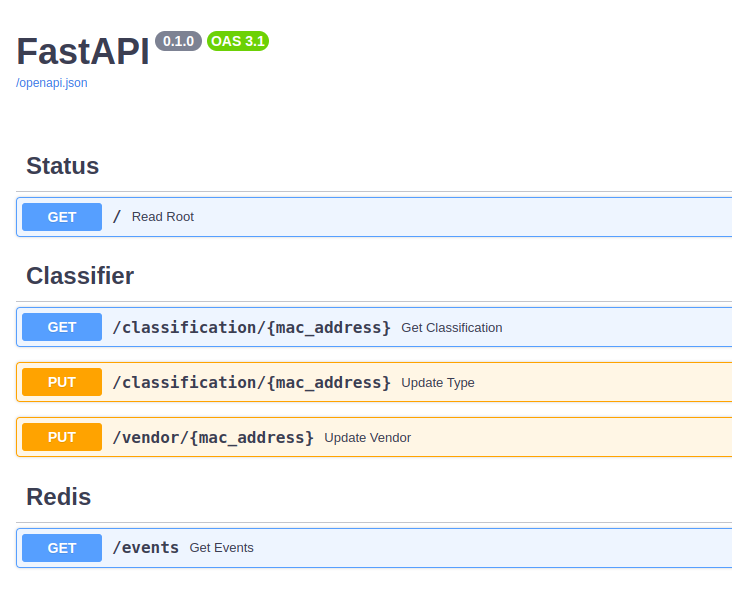 FastAPI 0.1.0 OAS 3.1
/openapi.json
Status
GET / Read Root
Classifier
GET /classification/{mac_address} Get Classification
PUT /classification/{mac_address} Update Type
PUT /vendor/{mac_address} Update Vendor
Redis
GET /events Get Events